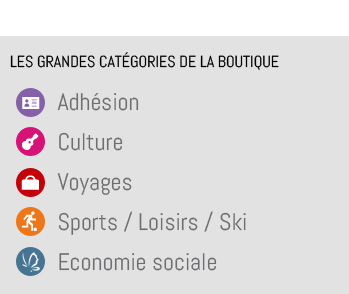 LES GRANDES CATÉGORIES DE LA BOUTIQUE
Adhésion
Culture
Voyages
Sports / Loisirs / Ski
Economie sociale